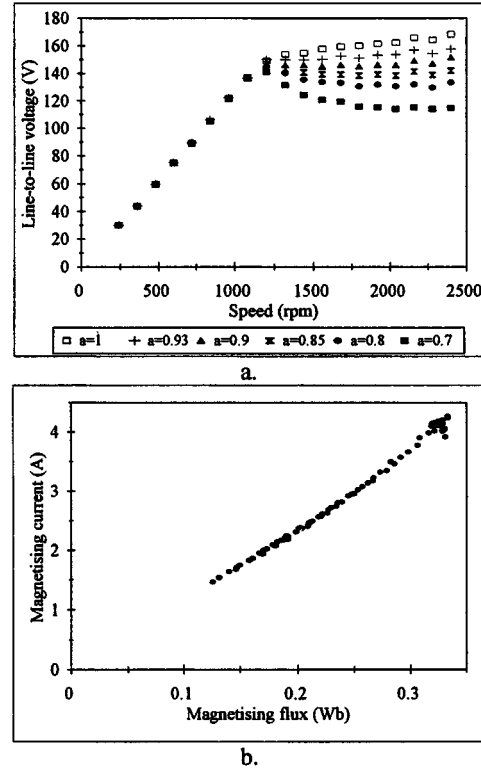 180
160
140
120
100
80
60
40
20
0
Line-to-line voltage (V)
0 500 1000 1500 2000 2500
Speed (rpm)
a=1 a=0.93 a=0.9 a=0.85 a=0.8 a=0.7
a.
4
3
2
1
0
Magnetising current (A)
0 0.1 0.2 0.3
Magnetising flux (Wb)
b.